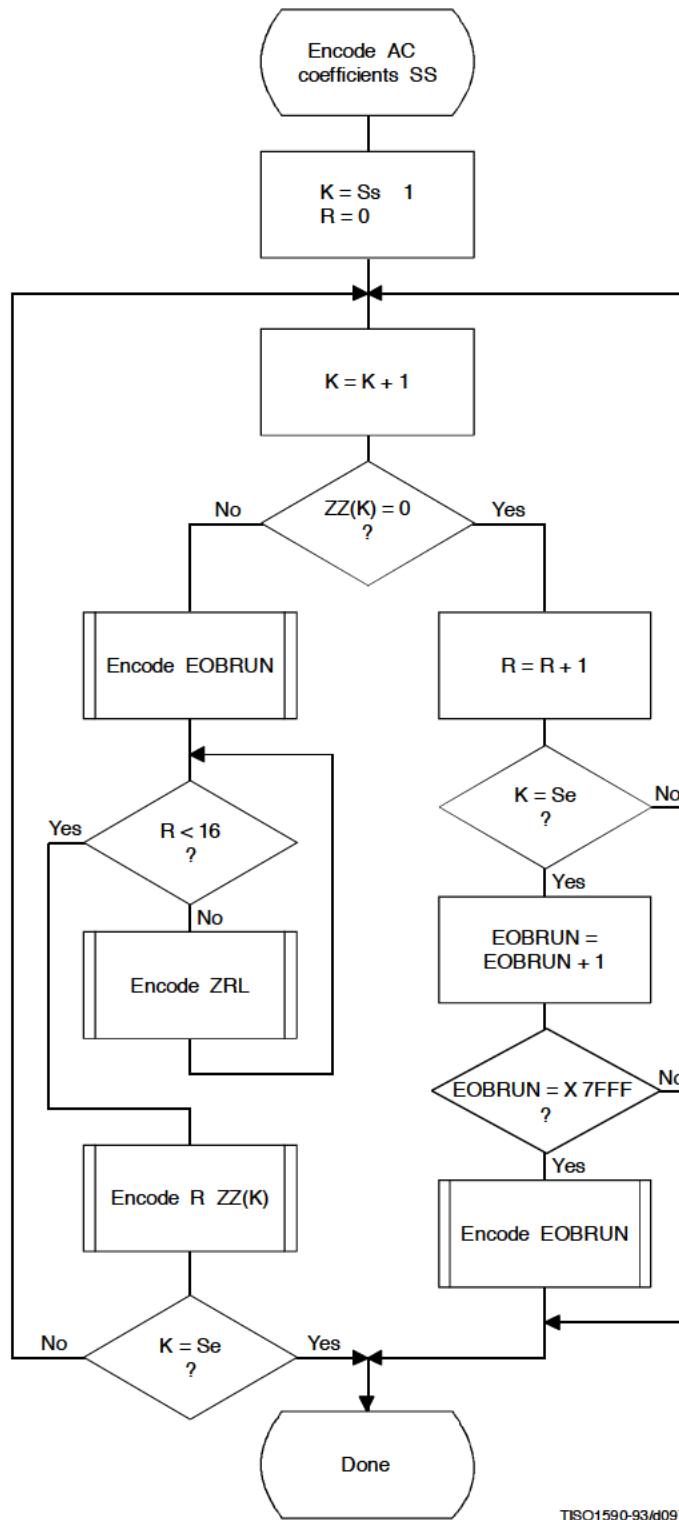 Encode AC
coefficients SS
K = Ss 1
R = 0
K = K + 1
ZZ(K) = 0
?
No
Yes
Encode EOBRUN
R = R + 1
R < 16
?
Yes
No
K = Se
?
No
Yes
Encode ZRL
EOBRUN =
EOBRUN + 1
EOBRUN = X 7FFF
?
No
Yes
Encode R ZZ(K)
Encode EOBRUN
K = Se
?
No
Yes
Done
TISO1590-93/d097